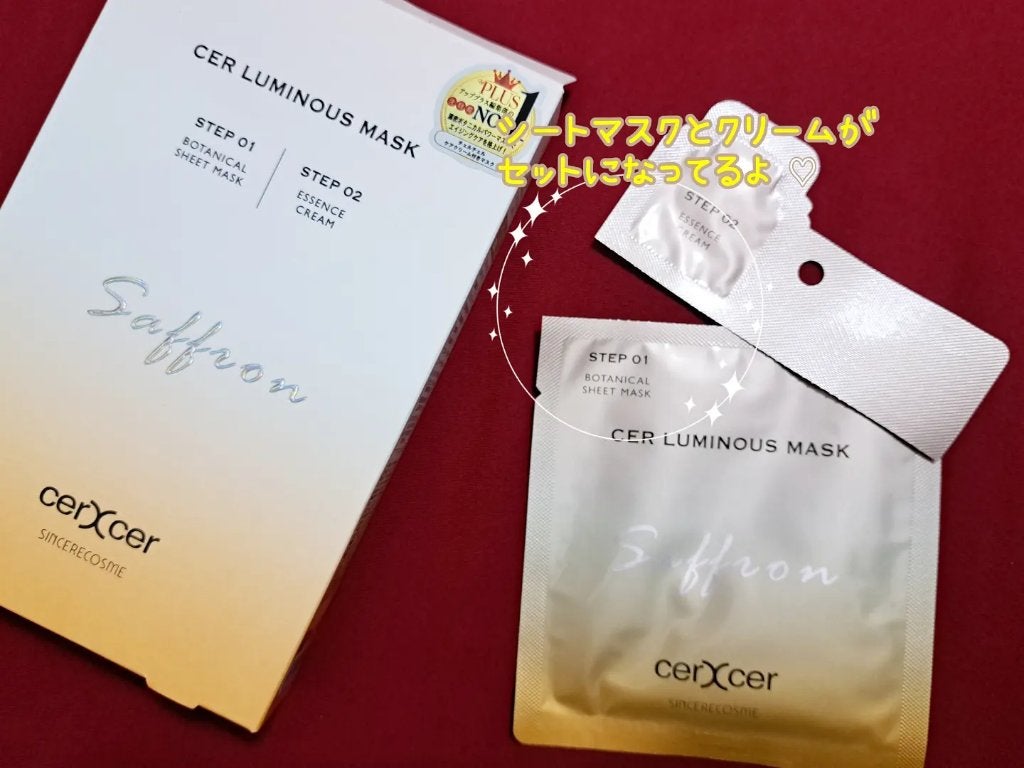 CER LUMINOUS MASK
STEP 01
BOTANICAL
SHEET MASK
STEP 02
ESSENCE
CREAM
Saffron
cerXcer
SINCERECOSME
PLUS
1
シートマスクとクリームが
セットになってるよ ♡
STEP 02
ESSENCE
CREAM
STEP 01
BOTANICAL
SHEET MASK
CER LUMINOUS MASK
Saffron
cerXcer
SINCERECOSME